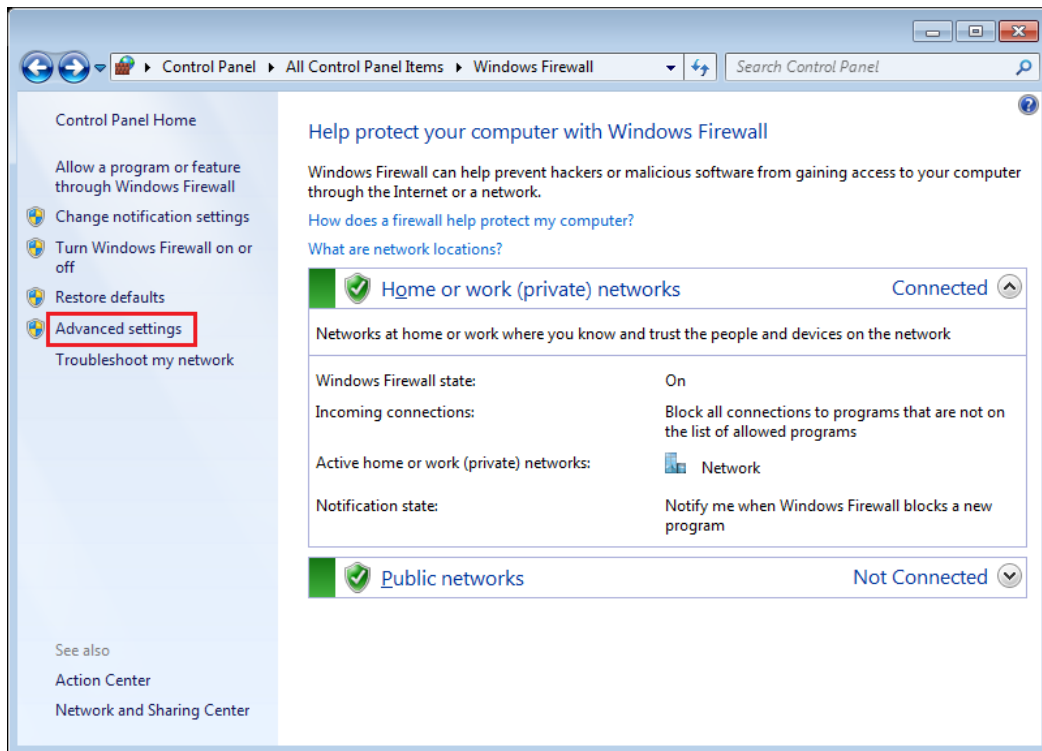 Control Panel
All Control Panel Items
Windows Firewall
Search Control Panel
Control Panel Home
Allow a program or feature
through Windows Firewall
Change notification settings
Turn Windows Firewall on or
off
Restore defaults
Advanced settings
Troubleshoot my network
See also
Action Center
Network and Sharing Center
Help protect your computer with Windows Firewall
Windows Firewall can help prevent hackers or malicious software from gaining access to your computer
through the Internet or a network.
How does a firewall help protect my computer?
What are network locations?
Home or work (private) networks Connected
Networks at home or work where you know and trust the people and devices on the network
Windows Firewall state: On
Incoming connections: Block all connections to programs that are not on
the list of allowed programs
Active home or work (private) networks: Network
Notification state: Notify me when Windows Firewall blocks a new
program
Public networks Not Connected